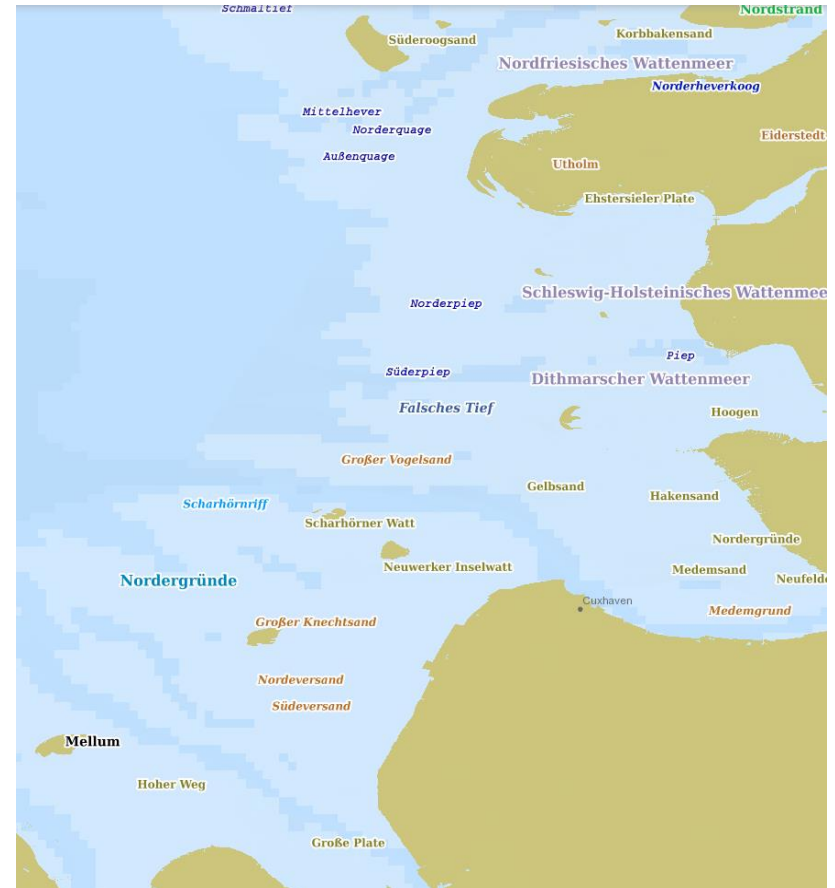 Schmaltief
Nordstrand
Süderoogsand
Korbbakensand
Nordfriesisches Wattenmeer
Norderheverkoog
Mittelhever
Norderquage
Eiderstedt
Außenquage
Utholm
Ehstersieler Plate
Schleswig-Holsteinisches Wattenmee
Norderpiep
Piep
Süderpiep
Dithmarscher Wattenmeer
Falsches Tief
Hoogen
Großer Vogelsand
Gelbsand
Hakensand
Scharhörnriff
Scharhörner Watt
Nordergründe
Neuwerker Inselwatt
Medemsand
Neufelde
Nordergründe
Cuxhaven
Medemgrund
Großer Knechtsand
Nordeversand
Südeversand
Mellum
Hoher Weg
Große Plate